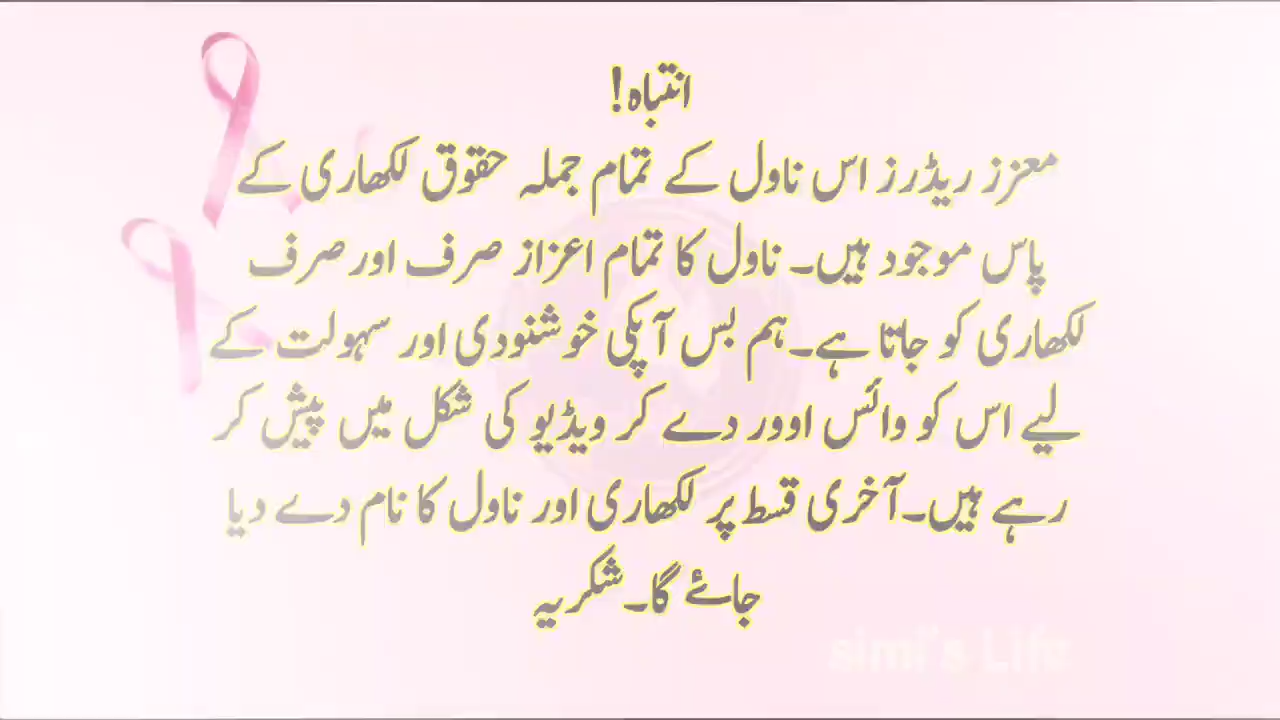 انتباہ!
معزز ریڈرز اس ناول کے تمام جملہ حقوق لکھاری کے
پاس موجود ہیں۔ ناول کا تمام اعزاز صرف اور صرف
لکھاری کو جاتا ہے۔ہم بس آپکی خوشنودی اور سہولت کے
لیے اس کو وائس اوور دے کر ویڈیو کی شکل میں پیش کر
رہے ہیں۔آخری قسط پر لکھاری اور ناول کا نام دے دیا
جائے گا۔شکریہ
simi's Life